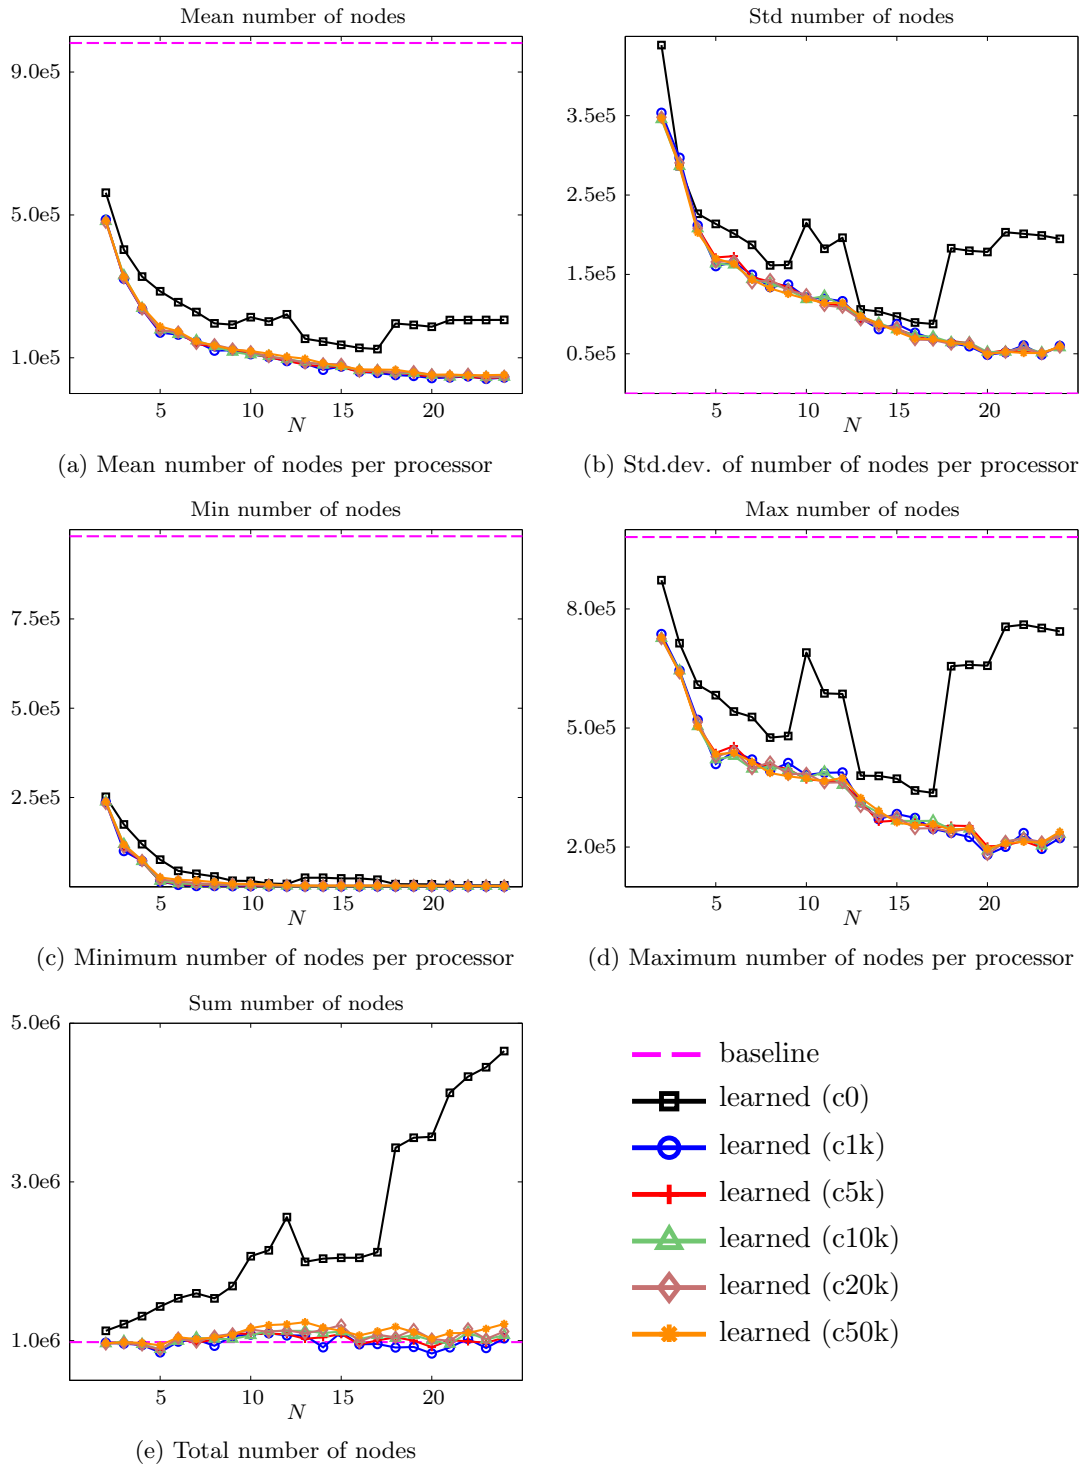 Mean number of nodes
9.0e5
5.0e5
1.0e5
5 10 15 20
N
(a) Mean number of nodes per processor
Std number of nodes
3.5e5
2.5e5
1.5e5
0.5e5
5 10 15 20
N
(b) Std.dev. of number of nodes per processor
Min number of nodes
7.5e5
5.0e5
2.5e5
5 10 15 20
N
(c) Minimum number of nodes per processor
Max number of nodes
8.0e5
5.0e5
2.0e5
5 10 15 20
N
(d) Maximum number of nodes per processor
Sum number of nodes
5.0e6
3.0e6
1.0e6
5 10 15 20
N
(e) Total number of nodes
baseline
learned (c0)
learned (c1k)
learned (c5k)
learned (c10k)
learned (c20k)
learned (c50k)